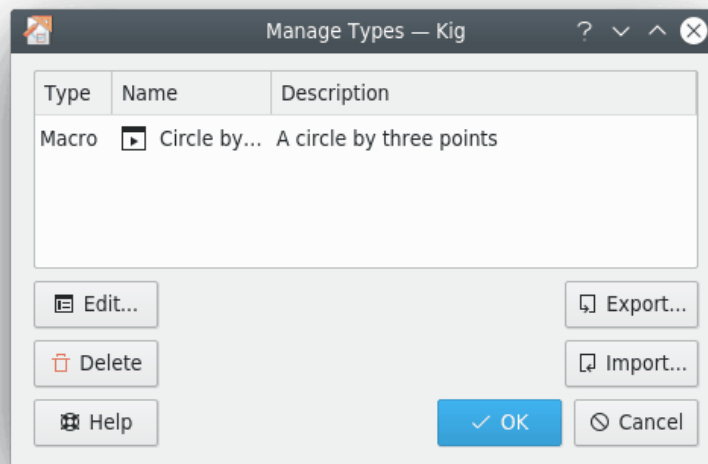 Manage Types — Kig
Type Name Description
Macro Circle by... A circle by three points
Edit... Export...
Delete Import...
Help OK Cancel